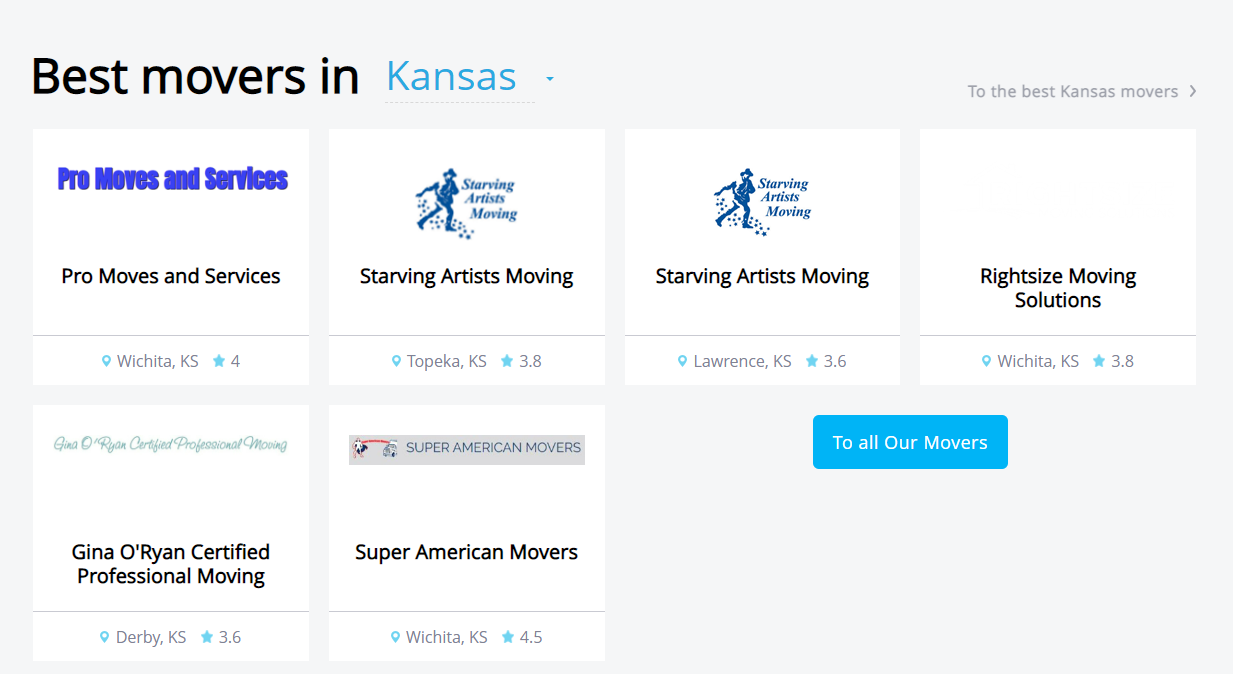 Best movers in Kansas
To the best Kansas movers
Pro Moves and Services
Starving
Artists
Moving
Starving
Artists
Moving
Pro Moves and Services
Starving Artists Moving
Starving Artists Moving
Rightsize Moving
Solutions
Wichita, KS 4
Topeka, KS 3.8
Lawrence, KS 3.6
Wichita, KS 3.8
Gina O'Ryan Certified Professional Moving
SUPER AMERICAN MOVERS
To all Our Movers
Gina O'Ryan Certified
Professional Moving
Super American Movers
Derby, KS 3.6
Wichita, KS 4.5